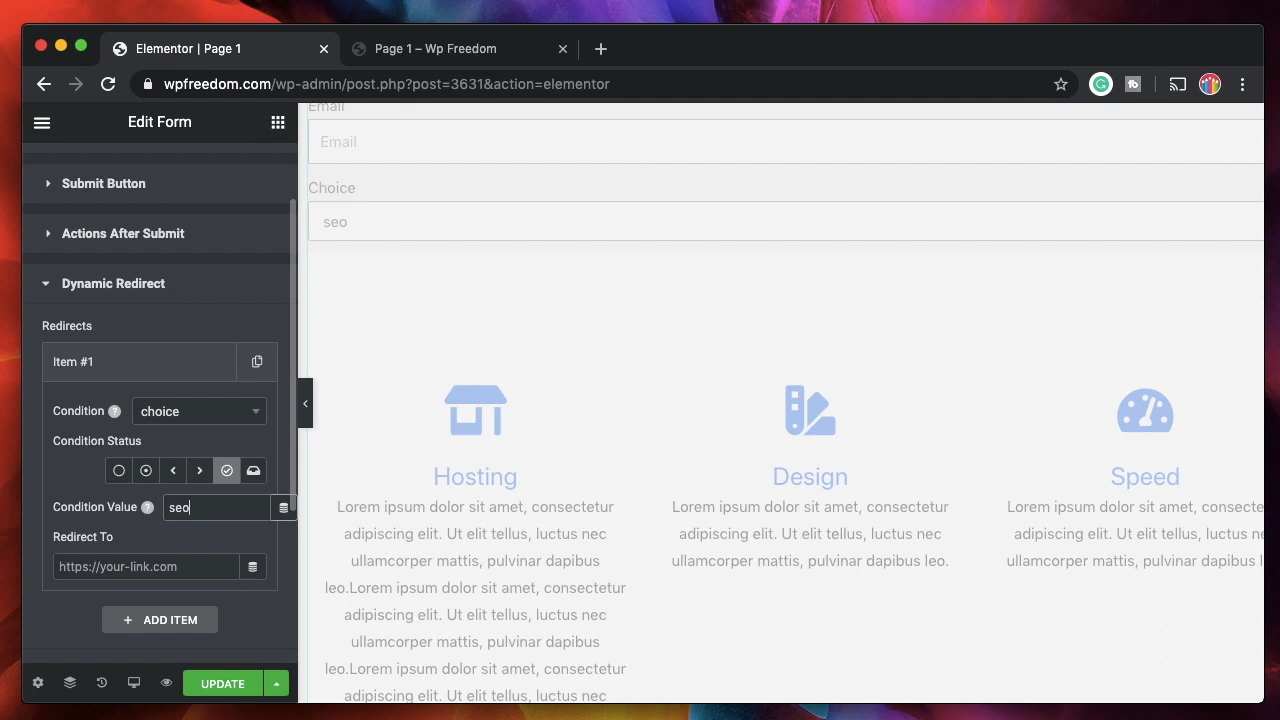 Elementor | Page 1
Page 1 – Wp Freedom
wpfreedom.com/wp-admin/post.php?post=3631&action=elementor
Edit Form
Submit Button
Actions After Submit
Dynamic Redirect
Redirects
Item #1
Condition ? choice
Condition Status
Condition Value ? seo
Redirect To
https://your-link.com
+ ADD ITEM
UPDATE
Email
Email
Choice
seo
Hosting
Lorem ipsum dolor sit amet, consectetur
adipiscing elit. Ut elit tellus, luctus nec
ullamcorper mattis, pulvinar dapibus
leo.Lorem ipsum dolor sit amet, consectetur
adipiscing elit. Ut elit tellus, luctus nec
ullamcorper mattis, pulvinar dapibus
leo.Lorem ipsum dolor sit amet, consectetur
adipiscing elit. Ut elit tellus, luctus nec
Design
Lorem ipsum dolor sit amet, consectetur
adipiscing elit. Ut elit tellus, luctus nec
ullamcorper mattis, pulvinar dapibus leo.
Speed
Lorem ipsum dolor sit amet, consecte
adipiscing elit. Ut elit tellus, luctus ne
ullamcorper mattis, pulvinar dapibus l